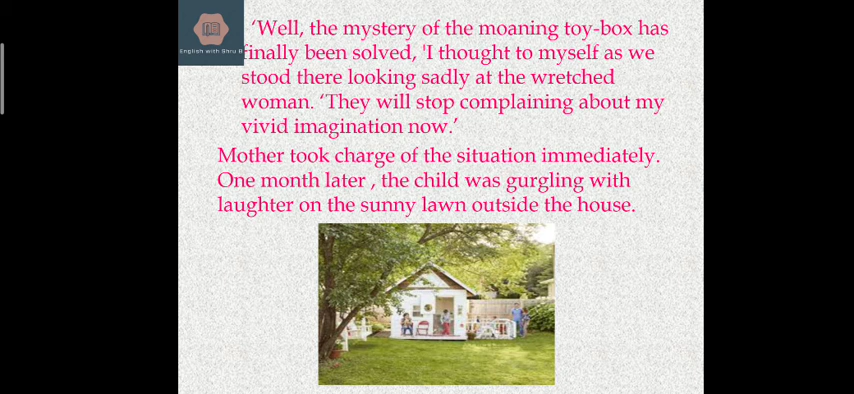 English with Shru B
‘Well, the mystery of the moaning toy-box has
finally been solved, 'I thought to myself as we
stood there looking sadly at the wretched
woman. ‘They will stop complaining about my
vivid imagination now.’
Mother took charge of the situation immediately.
One month later , the child was gurgling with
laughter on the sunny lawn outside the house.